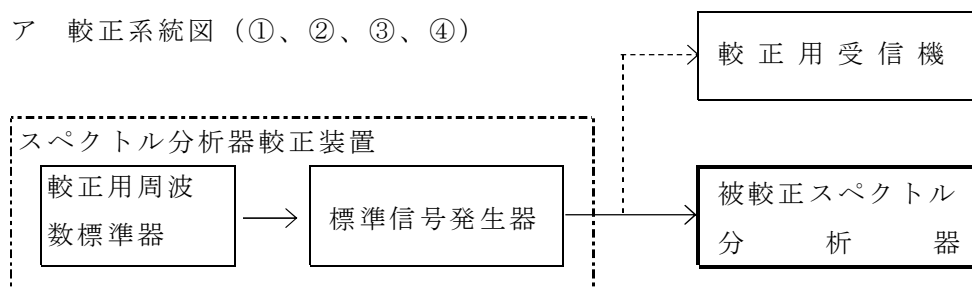 ア 較正系統図（①、②、③、④）
較正用受信機
スペクトル分析器較正装置
較正用周波
数標準器
標準信号発生器
被較正スペクトル
分析器